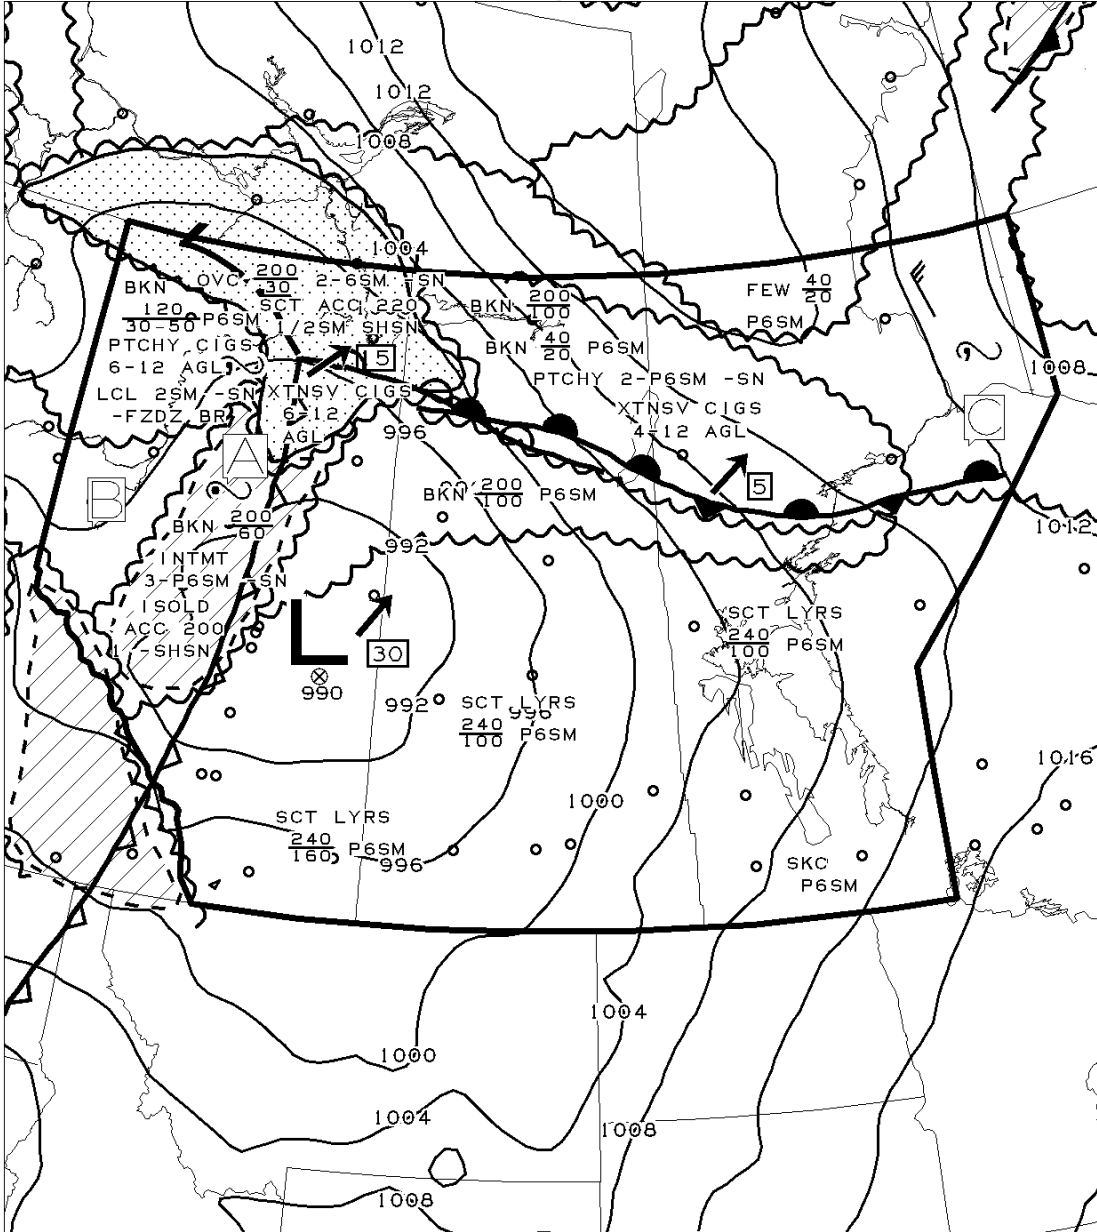 1012
1012
1008
1004
OVC 200/30 2-6SM -SN
SCT ACC 220
1/2SM SHSN
BKN 120/30-50 P6SM
PTCHY CIGS
6-12 AGL
LCL 2SM -SN
-FZDZ BR
XTNSV CIGS
6-12
AGL
15
BKN 200/100
BKN 40/20 P6SM
PTCHY 2-P6SM -SN
XTNSV CIGS
4-12 AGL
FEW 40/20
P6SM
1008
C
996
A
B
5
BKN 200/100 P6SM
BKN 200/60
INTMT
3-P6SM -SN
ISOLD
ACC 200
-SHSN
1012
992
L
30
990
992
SCT LYRS
240/100 P6SM
996
SCT LYRS
240/100 P6SM
1016
1000
SCT LYRS
240/160 P6SM
996
SKC
P6SM
1004
1000
1004
1008
1008